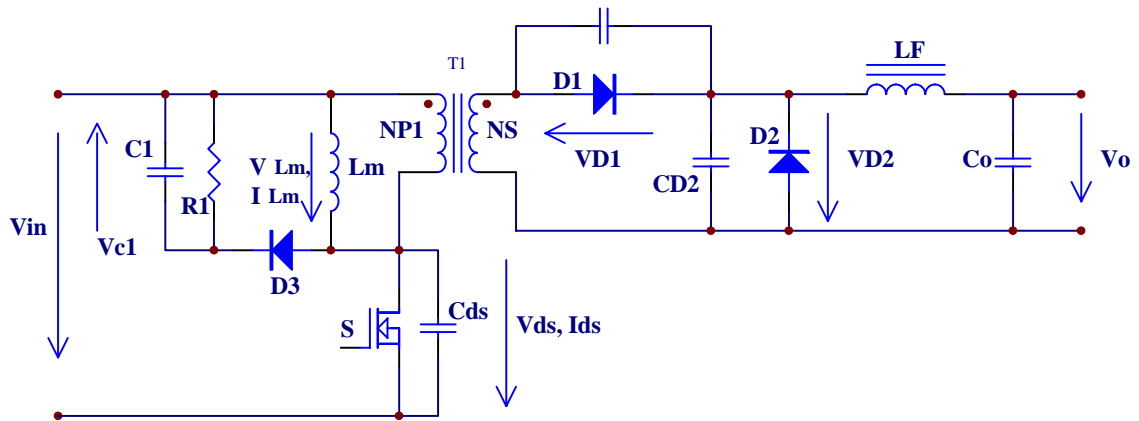 T1
LF
D1
C1
NP1
NS
D2
V Lm,
I Lm
Lm
VD1
VD2
Co
Vo
CD2
R1
Vin
Vc1
D3
Cds
S
Vds, Ids